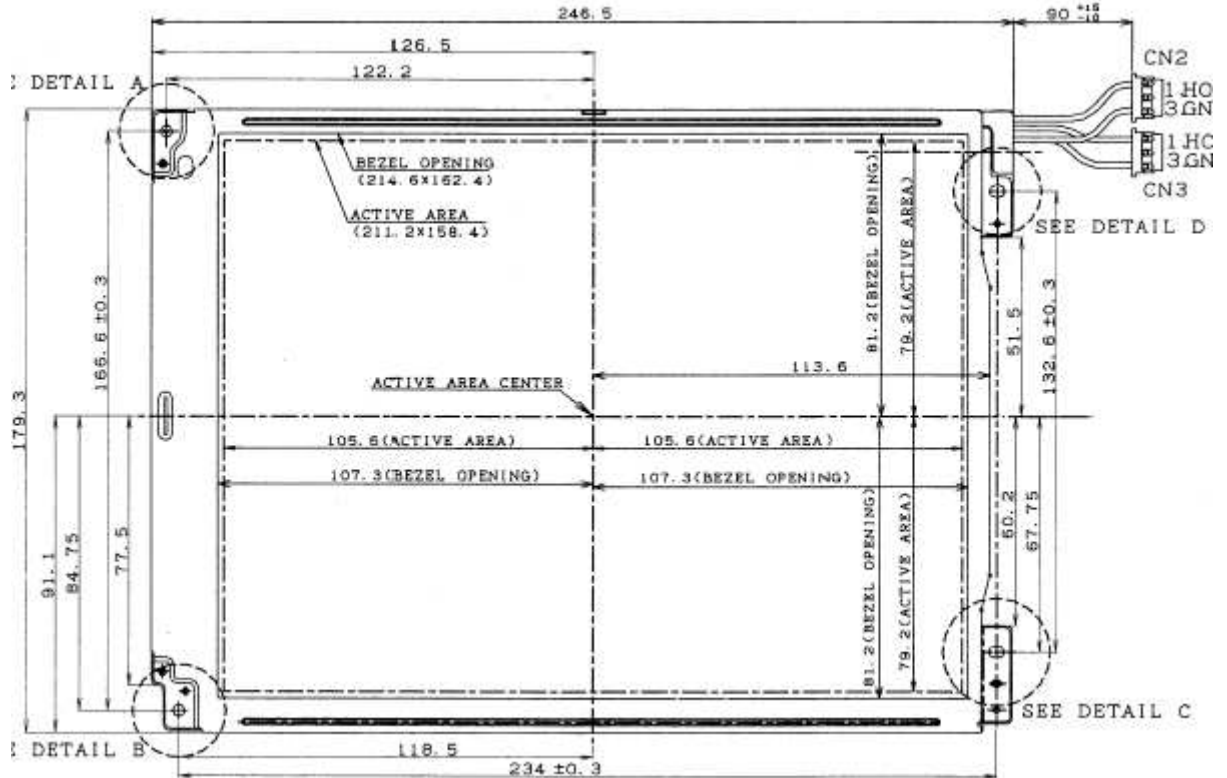 246.5
90 +15 -10
126.5
CN2
122.2
E DETAIL A
1.HO
3.GN
BEZEL OPENING
(214.6×162.4)
1.HC
3.GN
CN3
ACTIVE AREA
(211.2×158.4)
SEE DETAIL D
81.2(BEZEL OPENING)
79.2(ACTIVE AREA)
51.5
132.6 ±0.3
166.6 ±0.3
179.3
113.6
ACTIVE AREA CENTER
105.6(ACTIVE AREA)
105.6(ACTIVE AREA)
107.3(BEZEL OPENING)
107.3(BEZEL OPENING)
91.1
84.75
77.5
81.2(BEZEL OPENING)
79.2(ACTIVE AREA)
60.2
67.75
SEE DETAIL C
E DETAIL B
118.5
234 ±0.3